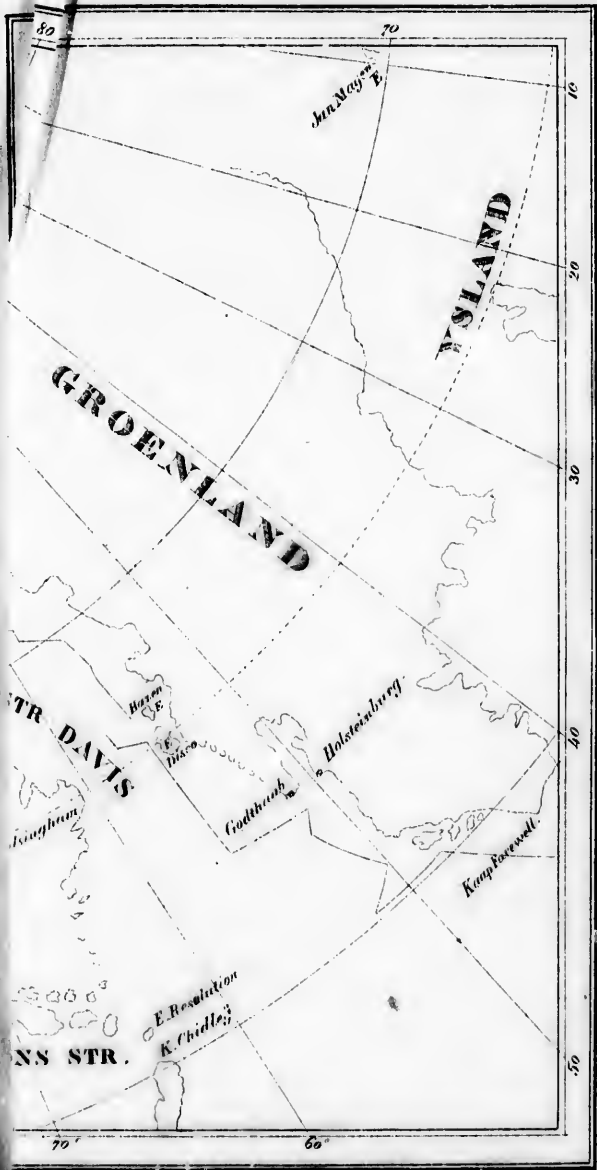 80
70
Jan Mayen E.
10
YSLAND
20
GROENLAND
30
Hazen E.
STR. DAVIS
E. Disco
Holsteinburg.
40
Godthaab
Kaap Farewell.
E. Resolution
K. Chidley
NS STR.
50
70°
60°